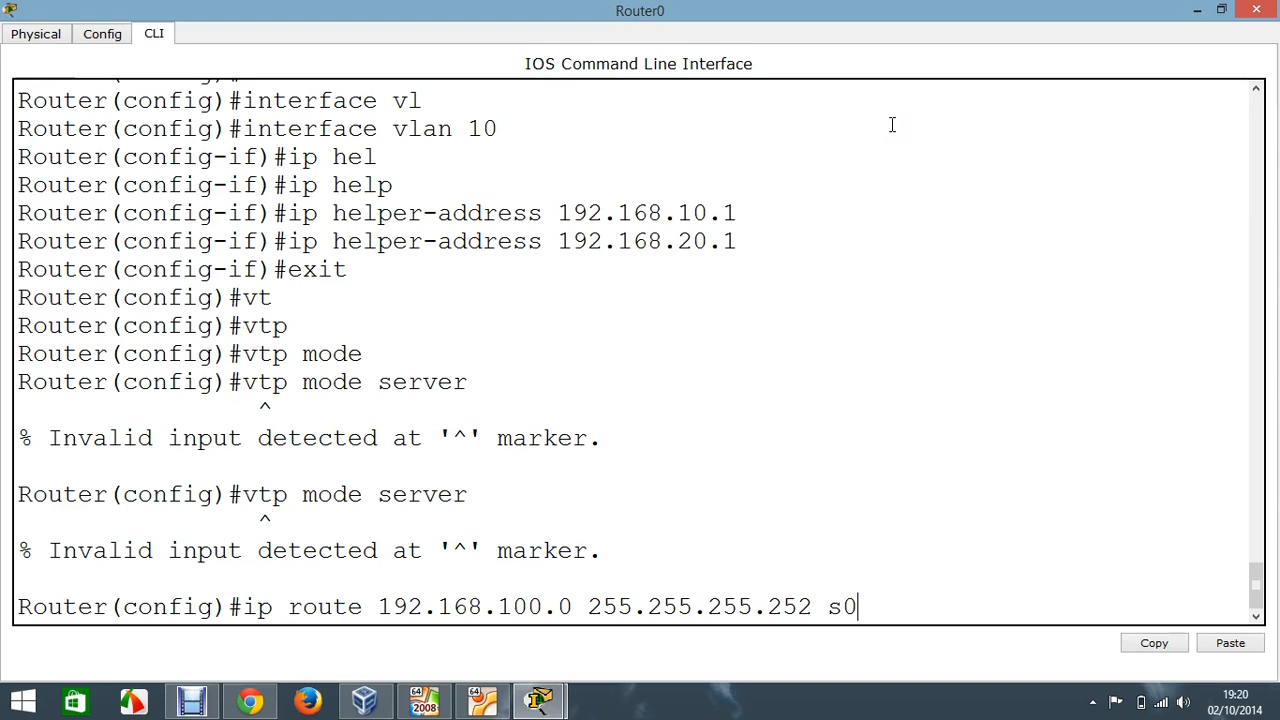 Router0
Physical
Config
CLI
IOS Command Line Interface
Router(config)#interface vl
Router(config)#interface vlan 10
Router(config-if)#ip hel
Router(config-if)#ip help
Router(config-if)#ip helper-address 192.168.10.1
Router(config-if)#ip helper-address 192.168.20.1
Router(config-if)#exit
Router(config)#vt
Router(config)#vtp
Router(config)#vtp mode
Router(config)#vtp mode server
^
% Invalid input detected at '^' marker.
Router(config)#vtp mode server
^
% Invalid input detected at '^' marker.
Router(config)#ip route 192.168.100.0 255.255.255.252 s0
Copy
Paste
64
2008
64
19:20
02/10/2014